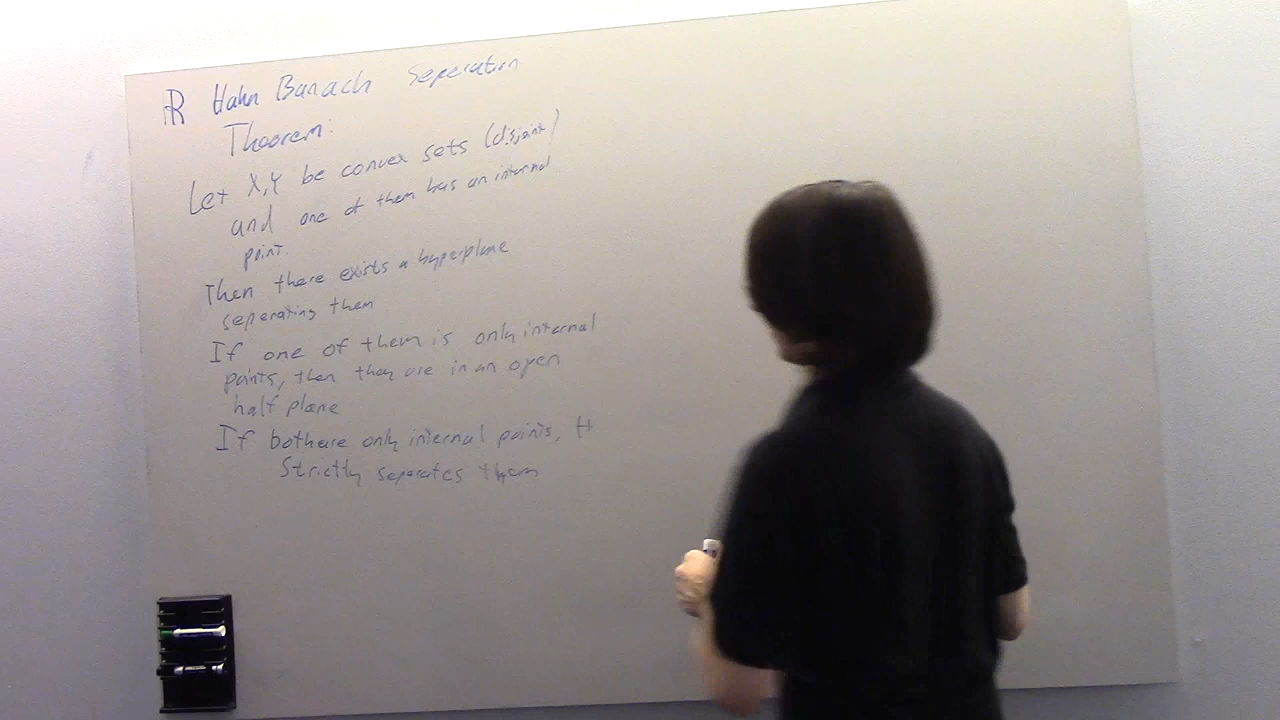 ℝ Hahn Banach Seperation
Theorem:
Let X,Y be convex sets (disjoint)
and one of them has an internal
point.
Then there exists a hyperplane
seperating them
If one of them is only internal
points, then they are in an open
half plane
If both are only internal points, H
Strictly separates them